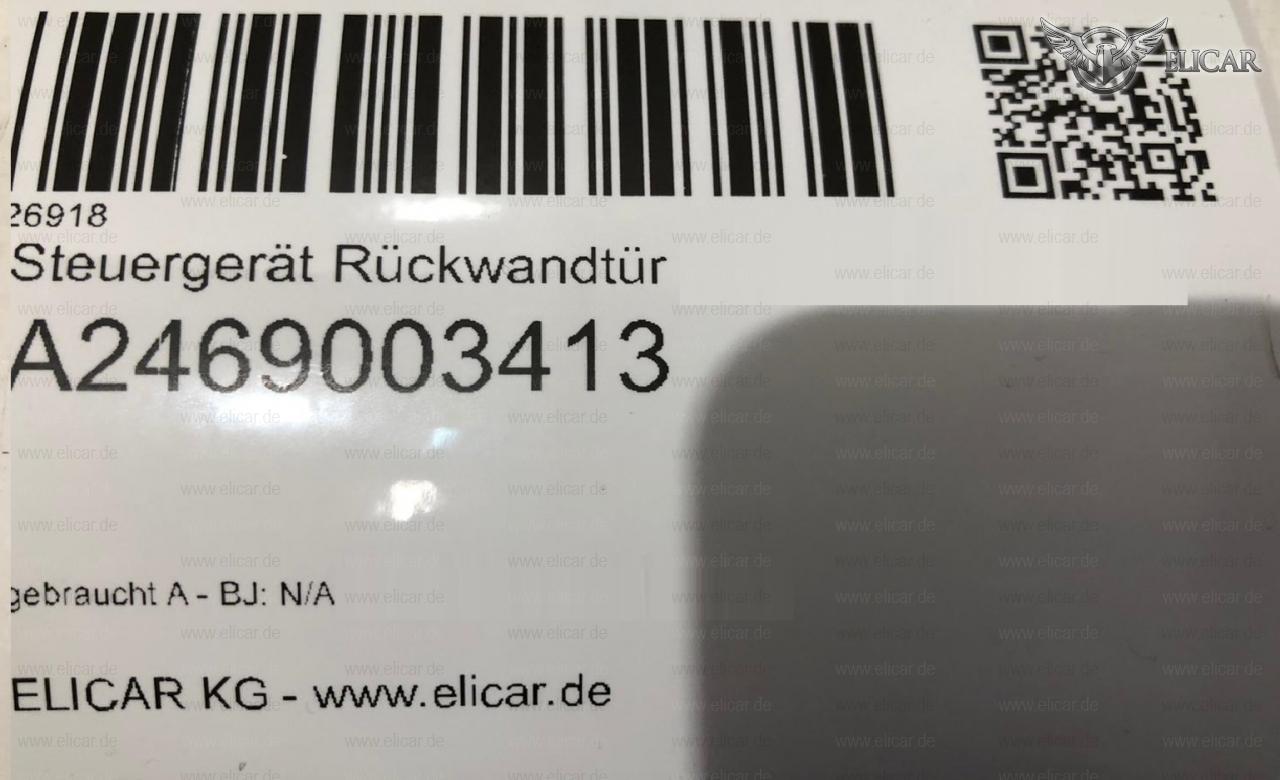 ELICAR
26918
Steuergerät Rückwandtür
A2469003413
gebraucht A - BJ: N/A
ELICAR KG - www.elicar.de